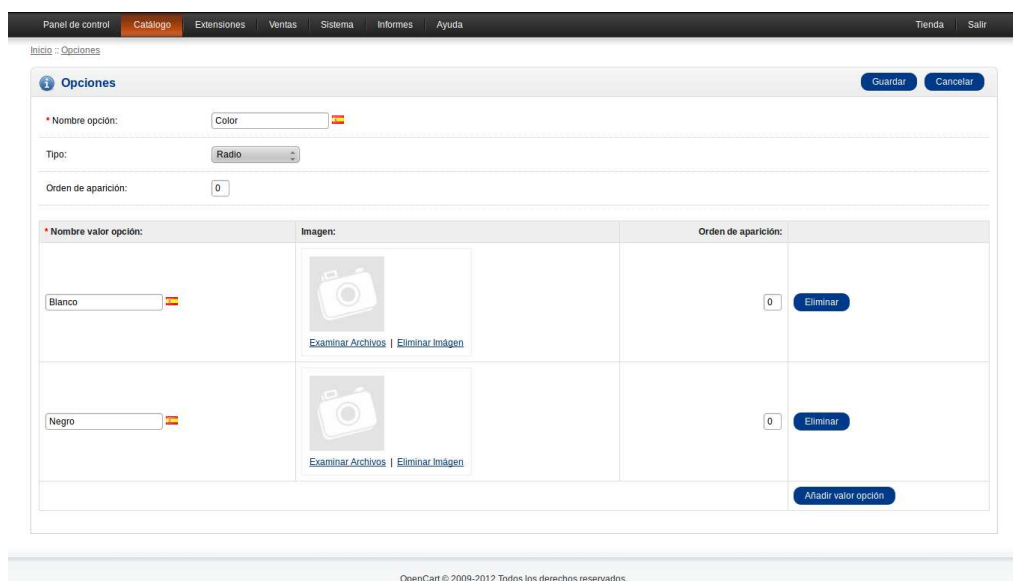 Panel de control Catálogo Extensiones Ventas Sistema Informes Ayuda Tienda Salir
Inicio :: Opciones
Opciones Guardar Cancelar
* Nombre opción: Color
Tipo: Radio
Orden de aparición: 0
* Nombre valor opción: Imagen: Orden de aparición:
Blanco 0 Eliminar
Examinar Archivos | Eliminar Imágen
Negro 0 Eliminar
Examinar Archivos | Eliminar Imágen
Añadir valor opción
OpenCart © 2009-2012 Todos los derechos reservados.